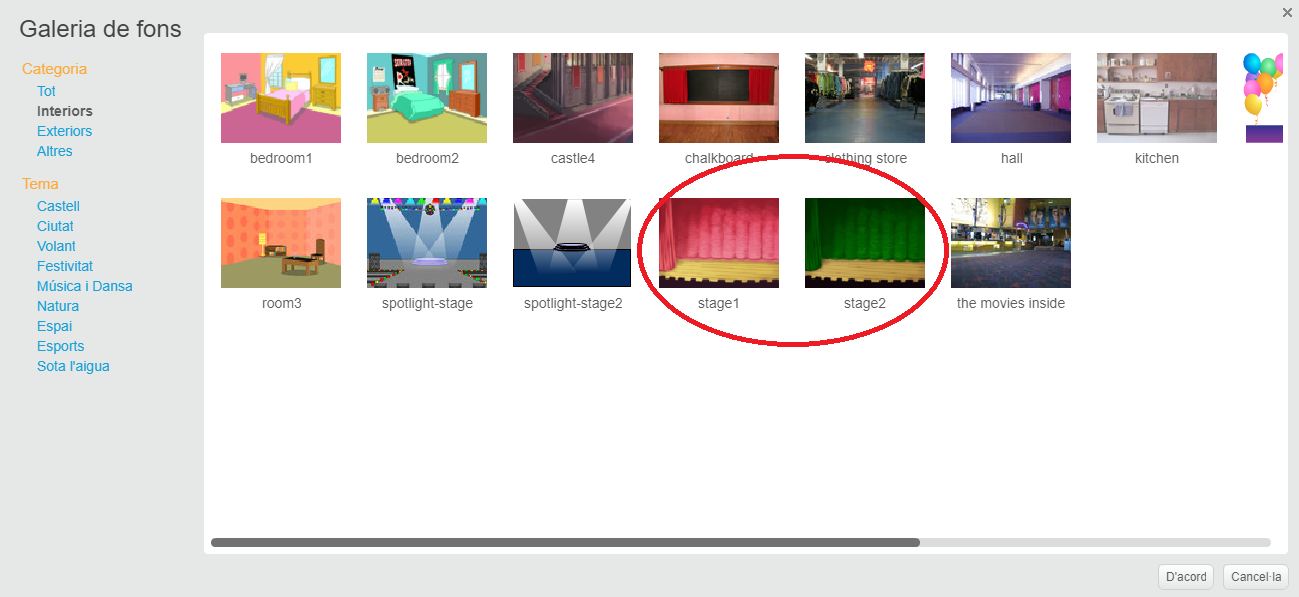 Galeria de fons
Categoria
Tot
Interiors
Exteriors
Altres
Tema
Castell
Ciutat
Volant
Festivitat
Música i Dansa
Natura
Espai
Esports
Sota l'aigua
bedroom1 bedroom2 castle4 chalkboard clothing store hall kitchen
room3 spotlight-stage spotlight-stage2 stage1 stage2 the movies inside
D'acord Cancel·la